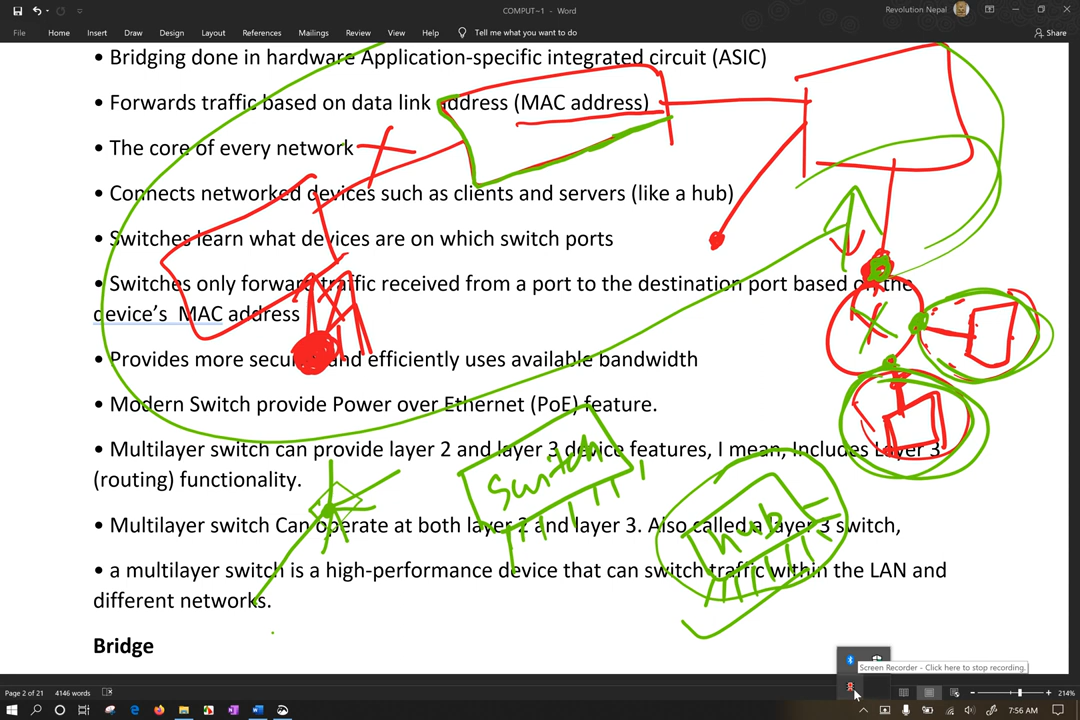 COMPUT~1 - Word
Revolution Nepal
File Home Insert Draw Design Layout References Mailings Review View Help Tell me what you want to do Share
• Bridging done in hardware Application-specific integrated circuit (ASIC)
• Forwards traffic based on data link address (MAC address)
• The core of every network
• Connects networked devices such as clients and servers (like a hub)
• Switches learn what devices are on which switch ports
• Switches only forward traffic received from a port to the destination port based on the
device’s MAC address
• Provides more security and efficiently uses available bandwidth
• Modern Switch provide Power over Ethernet (PoE) feature.
• Multilayer switch can provide layer 2 and layer 3 device features, I mean, Includes Layer 3
(routing) functionality.
• Multilayer switch Can operate at both layer 2 and layer 3. Also called a layer 3 switch,
• a multilayer switch is a high-performance device that can switch traffic within the LAN and
different networks.
switch
hub
Bridge
Screen Recorder - Click here to stop recording.
Page 2 of 21 4146 words 214%
7:56 AM